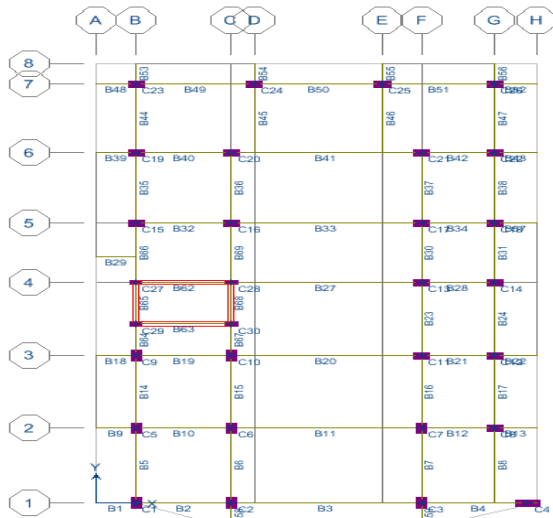 A B C D E F G H
8
B53 B54 B55 B56
7
B48 C23 B49 C24 B50 C25 B51 B52
B44 B45 B46 B47
6
B39 C19 B40 C20 B41 C21 B42
B35 B36 B37 B38
5
C15 B32 C16 B33 C17 B34
B66 B69 B30 B31
B29
4
C27 B62 C28 B27 C13 B28 C14
B65 B68 B23 B24
C29 B63 C30
B64 B67
3
B18 C9 B19 C10 B20 C11 B21 B22
B14 B15 B16 B17
2
B9 C5 B10 C6 B11 C7 B12 B13
B5 B6 B7 B8
Y
1
B1 C1 X B2 C2 B3 C3 B4 C4